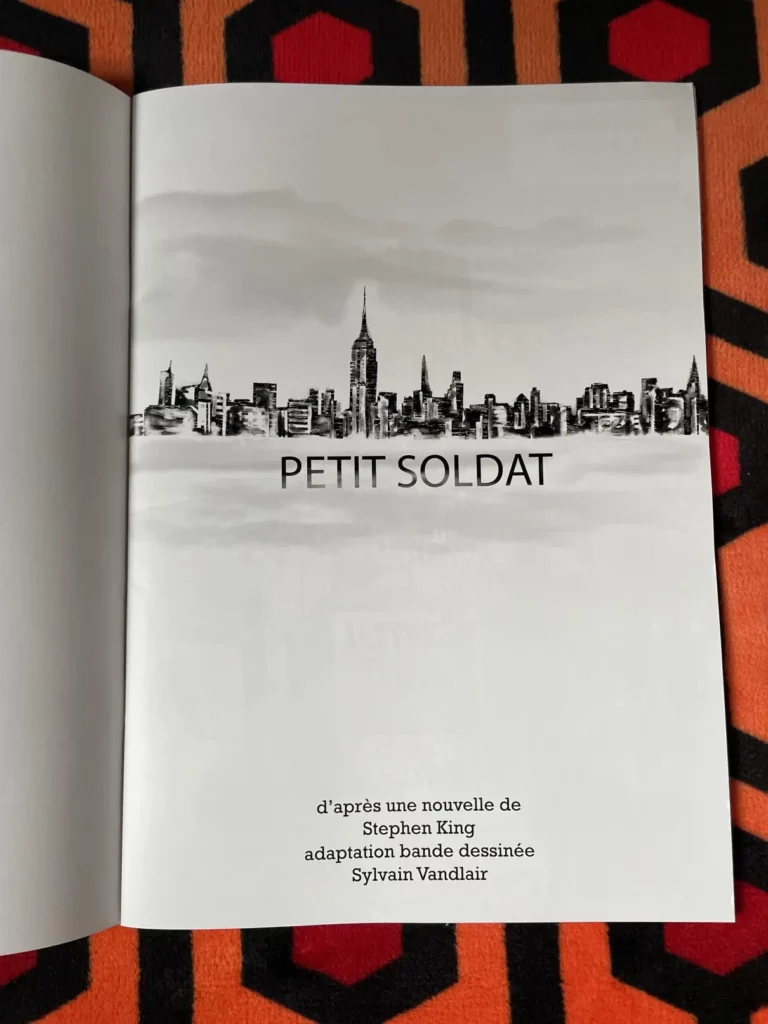 PETIT SOLDAT
d'après une nouvelle de
Stephen King
adaptation bande dessinée
Sylvain Vandlair